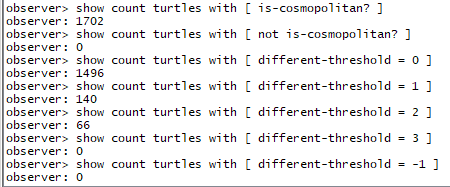 observer> show count turtles with [ is-cosmopolitan? ]
observer: 1702
observer> show count turtles with [ not is-cosmopolitan? ]
observer: 0
observer> show count turtles with [ different-threshold = 0 ]
observer: 1496
observer> show count turtles with [ different-threshold = 1 ]
observer: 140
observer> show count turtles with [ different-threshold = 2 ]
observer: 66
observer> show count turtles with [ different-threshold = 3 ]
observer: 0
observer> show count turtles with [ different-threshold = -1 ]
observer: 0